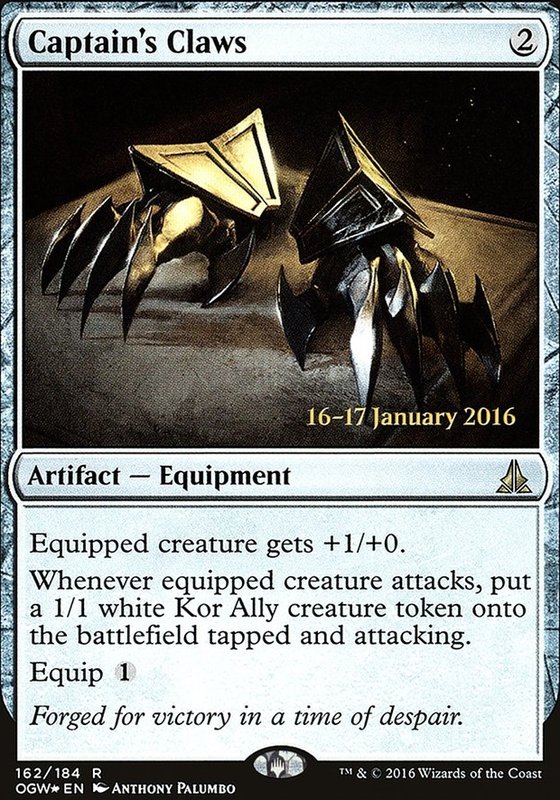 Captain's Claws 2
16–17 January 2016
Artifact — Equipment
Equipped creature gets +1/+0.
Whenever equipped creature attacks, put
a 1/1 white Kor Ally creature token onto
the battlefield tapped and attacking.
Equip 1
Forged for victory in a time of despair.
162/184 R
OGW★EN Anthony Palumbo
™ & © 2016 Wizards of the Coast